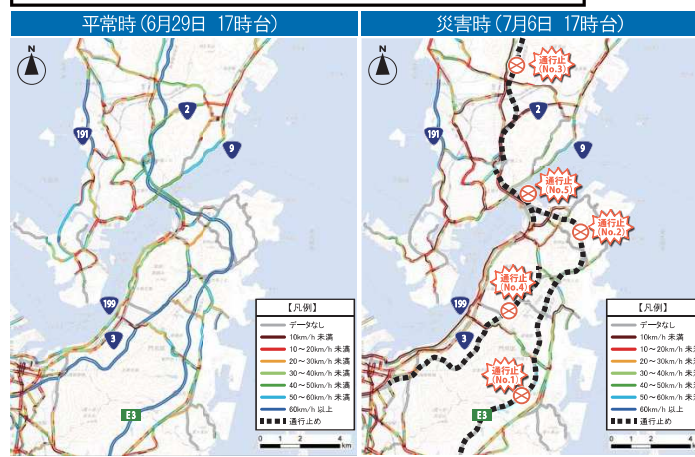 平常時(6月29日 17時台)
N
2
191
9
199
3
E3
【凡例】
データなし
10km/h 未満
10～20km/h 未満
20～30km/h 未満
30～40km/h 未満
40～50km/h 未満
50～60km/h 未満
60km/h 以上
通行止め
0 1 2 4
km
災害時(7月6日 17時台)
N
通行止
(No.3)
2
191
9
通行止
(No.5)
通行止
(No.2)
通行止
(No.4)
199
3
通行止
(No.1)
E3
【凡例】
データなし
10km/h 未満
10～20km/h 未
20～30km/h 未
30～40km/h 未
40～50km/h 未
50～60km/h 未
60km/h 以上
通行止め
0 1 2 4
km